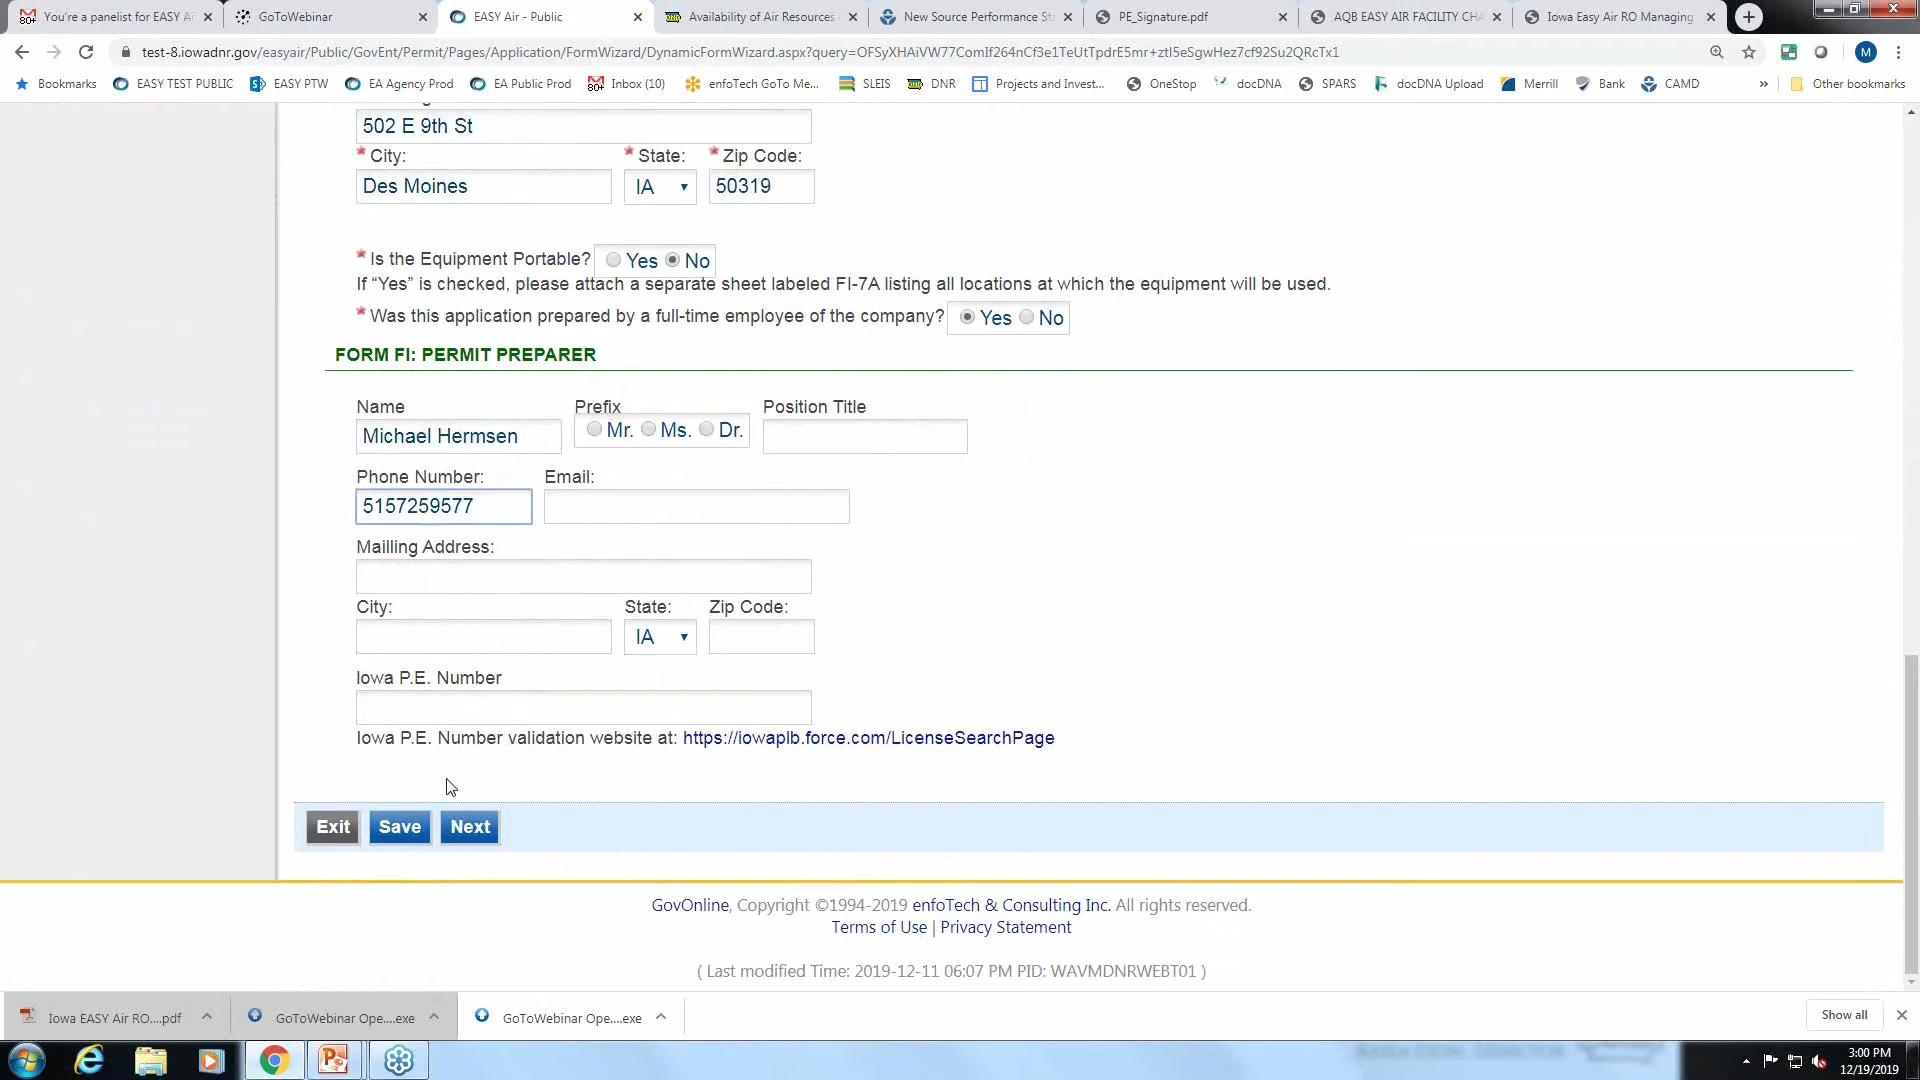 You're a panelist for EASY A
GoToWebinar
EASY Air - Public
Availability of Air Resources
New Source Performance St
PE_Signature.pdf
AQB EASY AIR FACILITY CHA
Iowa Easy Air RO Managing
test-8.iowadnr.gov/easyair/Public/GovEnt/Permit/Pages/Application/FormWizard/DynamicFormWizard.aspx?query=OFSyXHAiVW77ComIf264nCf3e1TeUtTpdrE5mr+ztI5eSgwHez7cf92Su2QRcTx1
M
Bookmarks EASY TEST PUBLIC EASY PTW EA Agency Prod EA Public Prod Inbox (10) enfoTech GoTo Me... SLEIS DNR Projects and Invest... OneStop docDNA SPARS docDNA Upload Merrill Bank CAMD » Other bookmarks
502 E 9th St
* City: * State: * Zip Code:
Des Moines IA 50319
* Is the Equipment Portable? Yes No
If “Yes” is checked, please attach a separate sheet labeled FI-7A listing all locations at which the equipment will be used.
* Was this application prepared by a full-time employee of the company? Yes No
FORM FI: PERMIT PREPARER
Name Prefix Position Title
Michael Hermsen Mr. Ms. Dr.
Phone Number: Email:
5157259577
Mailling Address:
City: State: Zip Code:
IA
Iowa P.E. Number
Iowa P.E. Number validation website at: https://iowaplb.force.com/LicenseSearchPage
Exit Save Next
GovOnline, Copyright ©1994-2019 enfoTech & Consulting Inc. All rights reserved.
Terms of Use | Privacy Statement
( Last modified Time: 2019-12-11 06:07 PM PID: WAVMDNRWEBT01 )
Iowa EASY Air RO....pdf GoToWebinar Ope....exe GoToWebinar Ope....exe Show all
3:00 PM
12/19/2019